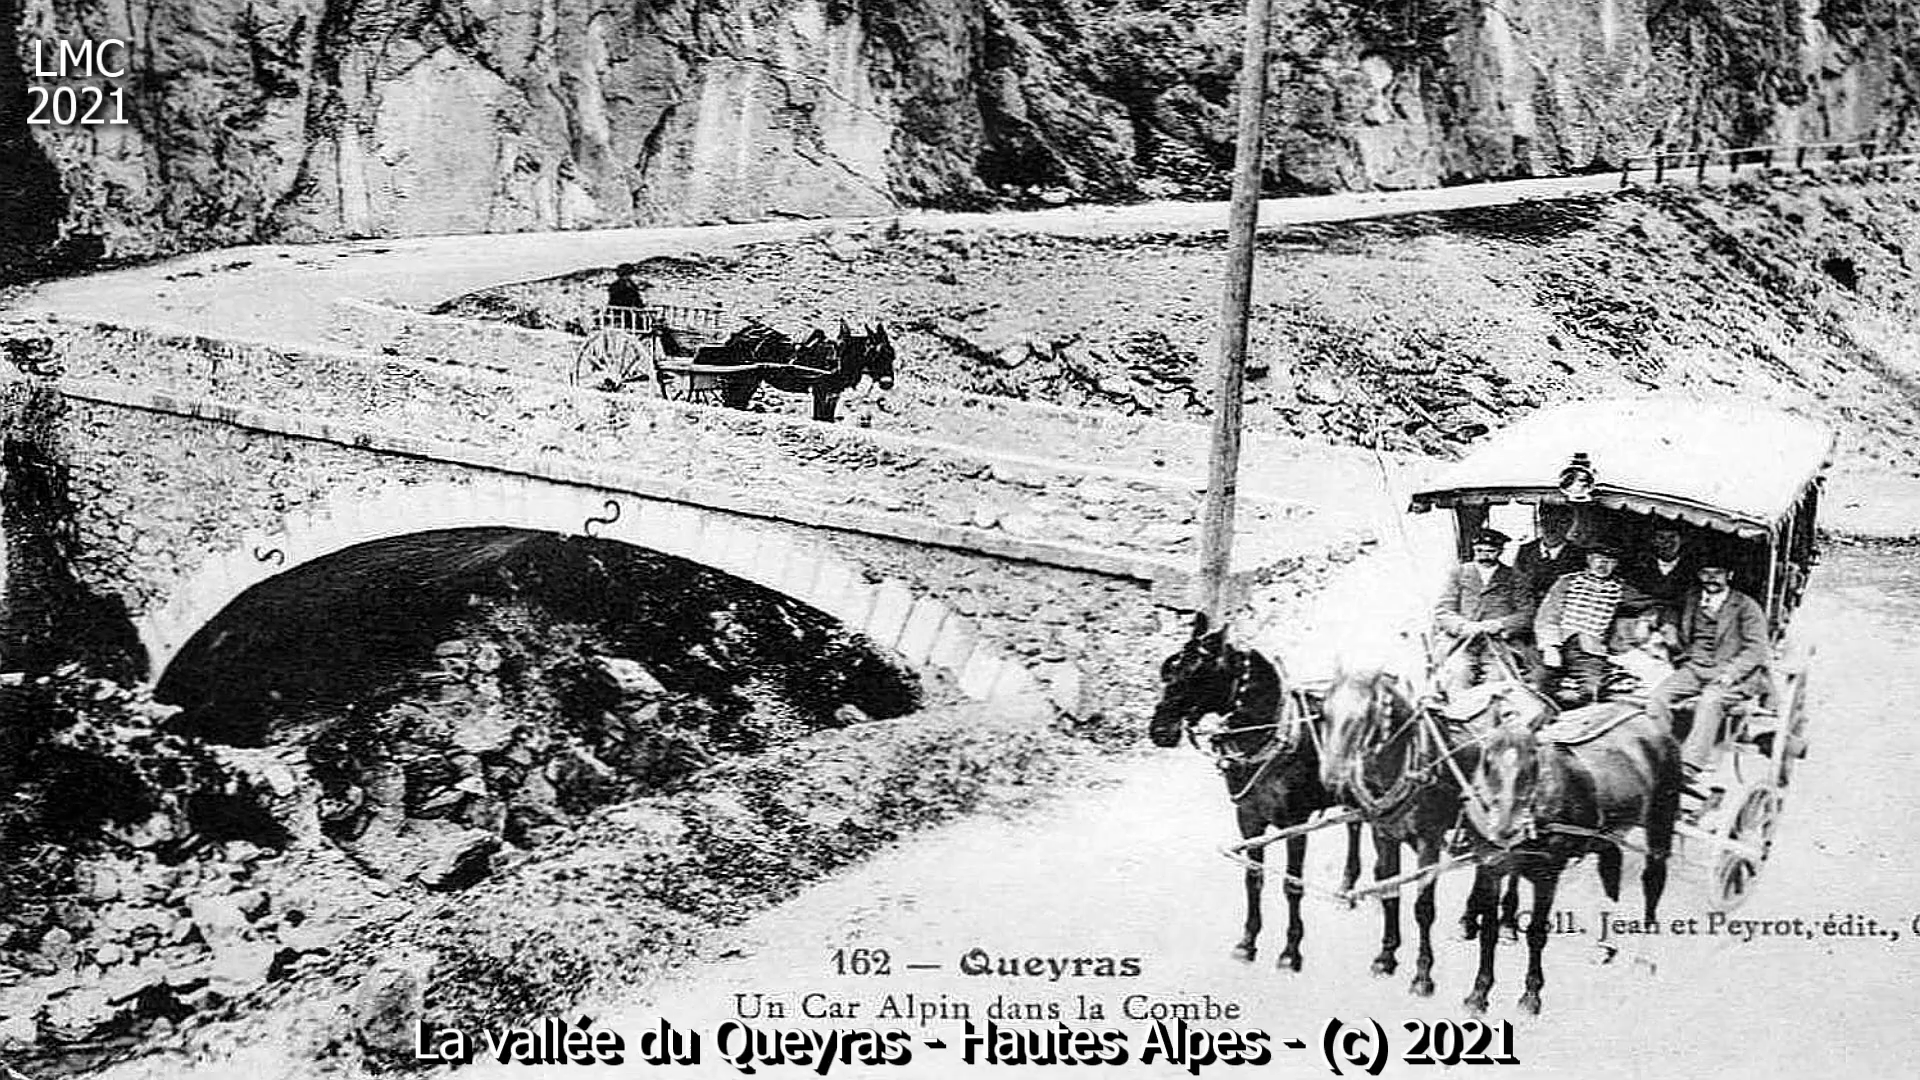 LMC
2021
Coll. Jean et Peyrot, édit.,
162 — Queyras
Un Car Alpin dans la Combe
La vallée du Queyras - Hautes Alpes - (c) 2021